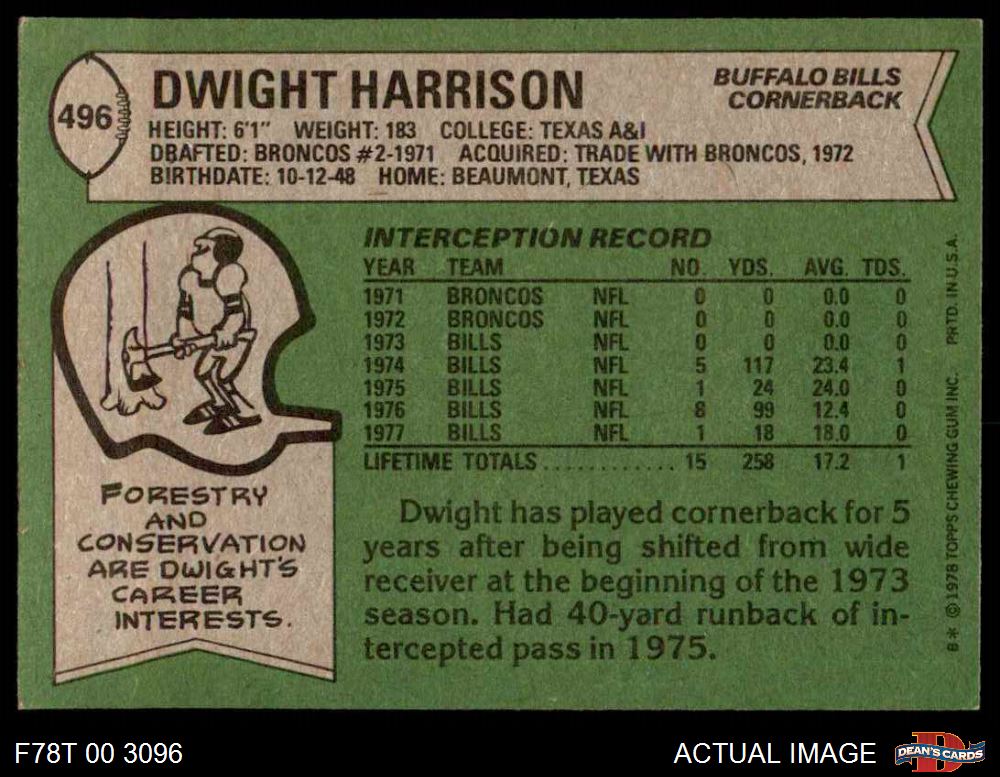 496
DWIGHT HARRISON
BUFFALO BILLS
CORNERBACK
HEIGHT: 6'1" WEIGHT: 183 COLLEGE: TEXAS A&I
DRAFTED: BRONCOS #2-1971 ACQUIRED: TRADE WITH BRONCOS, 1972
BIRTHDATE: 10-12-48 HOME: BEAUMONT, TEXAS
INTERCEPTION RECORD
YEAR TEAM NO. YDS. AVG. TDS.
1971 BRONCOS NFL 0 0 0.0 0
1972 BRONCOS NFL 0 0 0.0 0
1973 BILLS NFL 0 0 0.0 0
1974 BILLS NFL 5 117 23.4 1
1975 BILLS NFL 1 24 24.0 0
1976 BILLS NFL 8 99 12.4 0
1977 BILLS NFL 1 18 18.0 0
LIFETIME TOTALS............ 15 258 17.2 1
FORESTRY
AND
CONSERVATION
ARE DWIGHT'S
CAREER
INTERESTS.
Dwight has played cornerback for 5
years after being shifted from wide
receiver at the beginning of the 1973
season. Had 40-yard runback of in-
tercepted pass in 1975.
8* ©1978 TOPPS CHEWING GUM INC. PRTD. IN U.S.A.
F78T 00 3096
ACTUAL IMAGE
D
DEAN'S CARDS